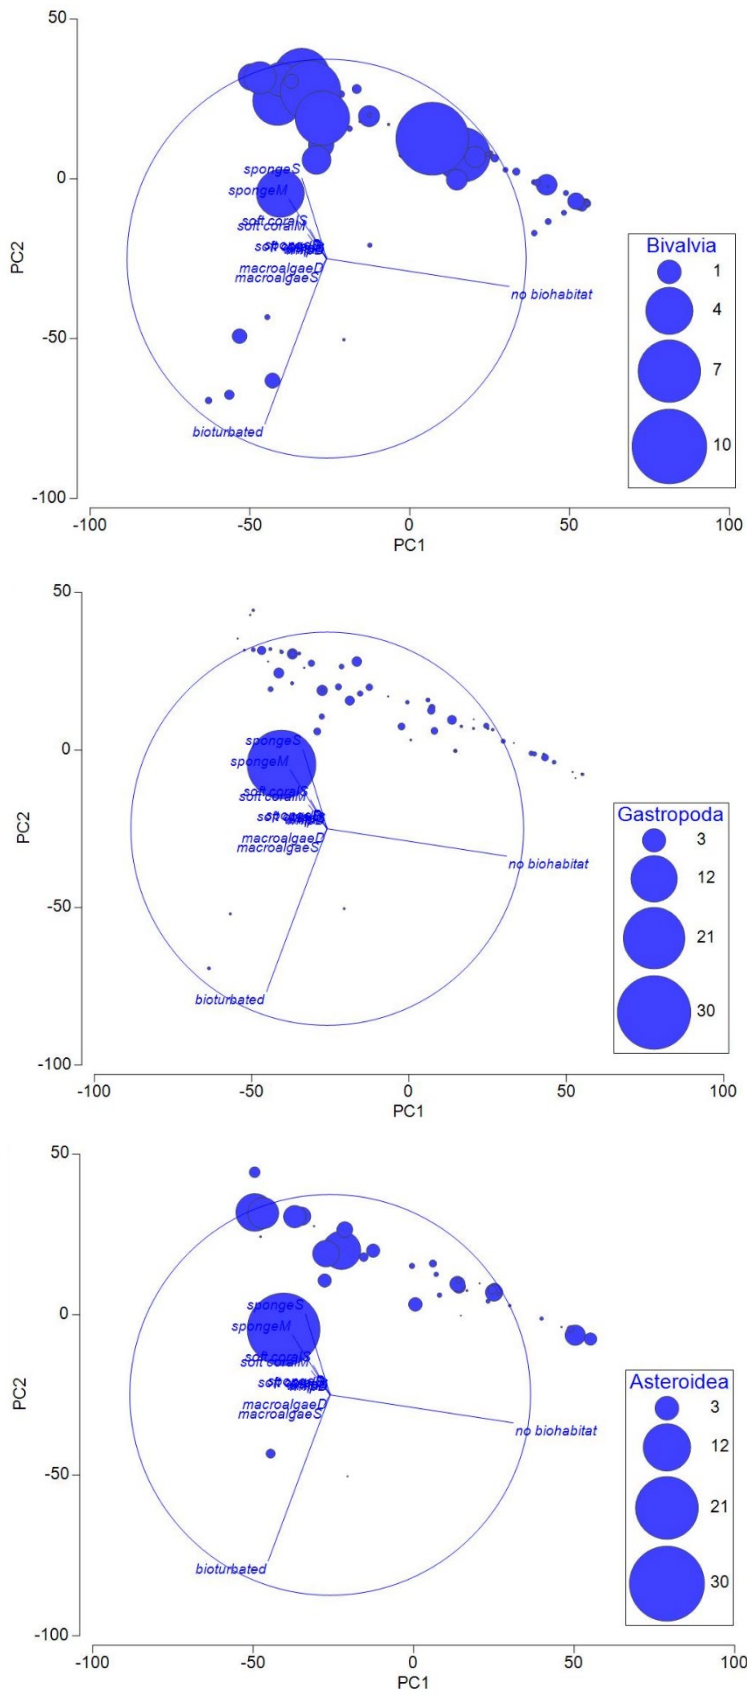 50
0
-50
-100
PC2
-100
-50
0
50
100
PC1
spongeS
spongeM
soft coralS
soft coralM
macroalgaeD
macroalgaeS
no biohabitat
bioturbated
Bivalvia
1
4
7
10
50
0
-50
-100
PC2
-100
-50
0
50
100
PC1
spongeS
spongeM
soft coralS
soft coralM
macroalgaeD
macroalgaeS
no biohabitat
bioturbated
Gastropoda
3
12
21
30
50
0
-50
-100
PC2
-100
-50
0
50
100
PC1
spongeS
spongeM
soft coralS
soft coralM
macroalgaeD
macroalgaeS
no biohabitat
bioturbated
Asteroidea
3
12
21
30